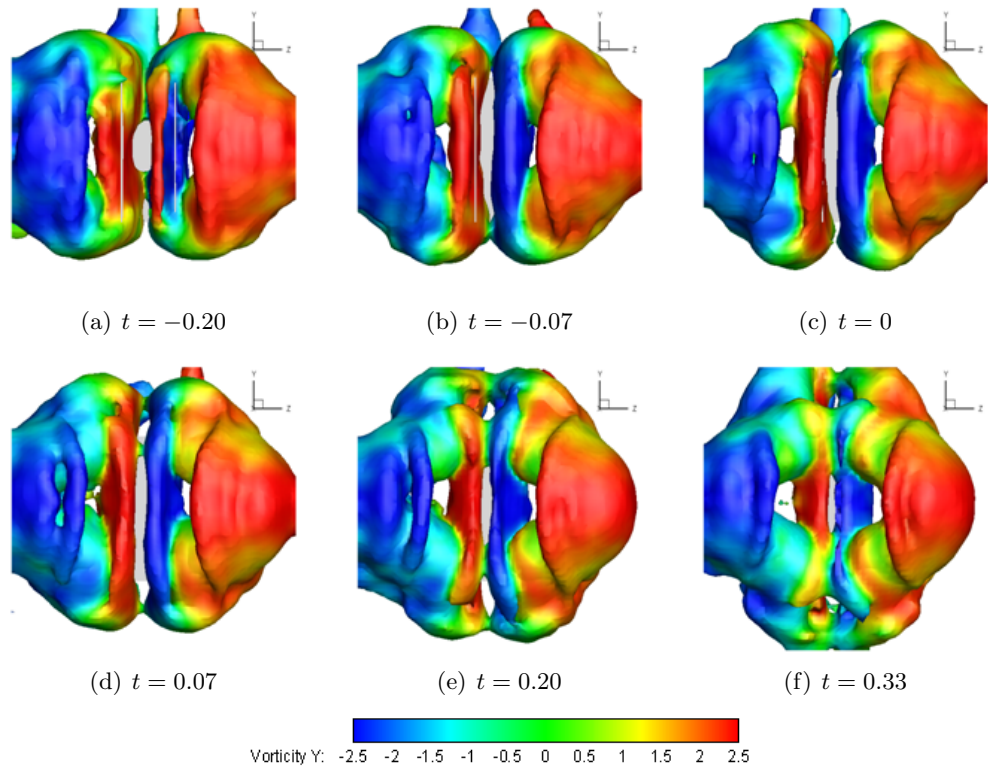 Y
Z
Y
Z
Y
Z
(a) t = −0.20
(b) t = −0.07
(c) t = 0
Y
Z
Y
Z
Y
Z
(d) t = 0.07
(e) t = 0.20
(f) t = 0.33
Vorticity Y: -2.5 -2 -1.5 -1 -0.5 0 0.5 1 1.5 2 2.5